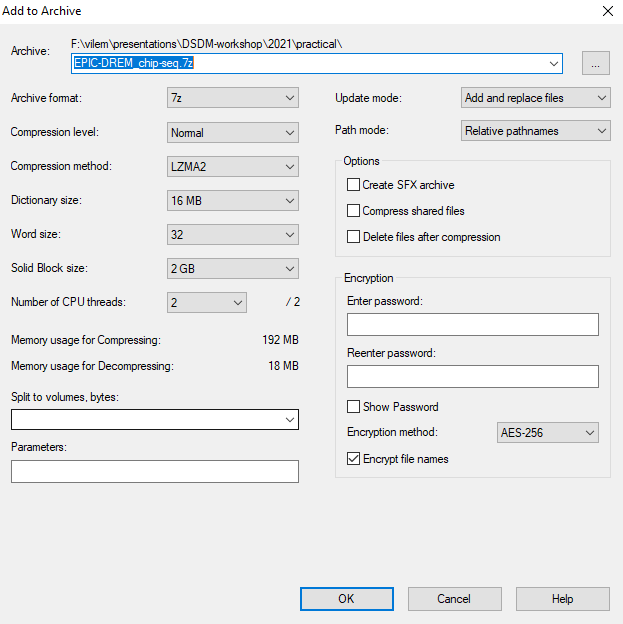 Add to Archive
Archive:
F:\vilem\presentations\DSDM-workshop\2021\practical\
EPIC-DREM_chip-seq.7z
...
Archive format: 7z
Compression level: Normal
Compression method: LZMA2
Dictionary size: 16 MB
Word size: 32
Solid Block size: 2 GB
Number of CPU threads: 2 / 2
Memory usage for Compressing: 192 MB
Memory usage for Decompressing: 18 MB
Split to volumes, bytes:
Parameters:
Update mode: Add and replace files
Path mode: Relative pathnames
Options
Create SFX archive
Compress shared files
Delete files after compression
Encryption
Enter password:
Reenter password:
Show Password
Encryption method: AES-256
Encrypt file names
OK Cancel Help